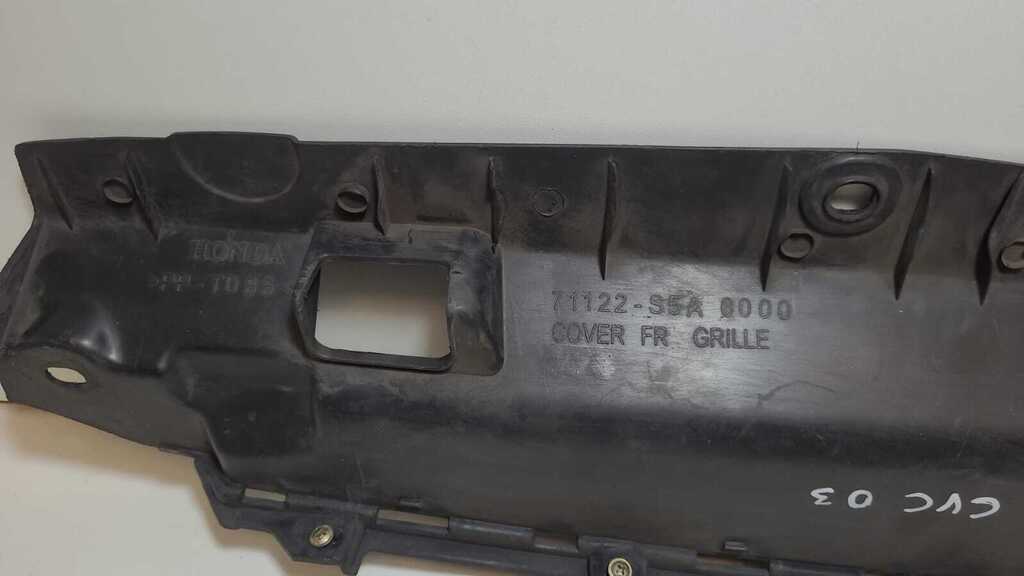 HONDA
71122-S5A 0000
COVER FR GRILLE
CVC 03